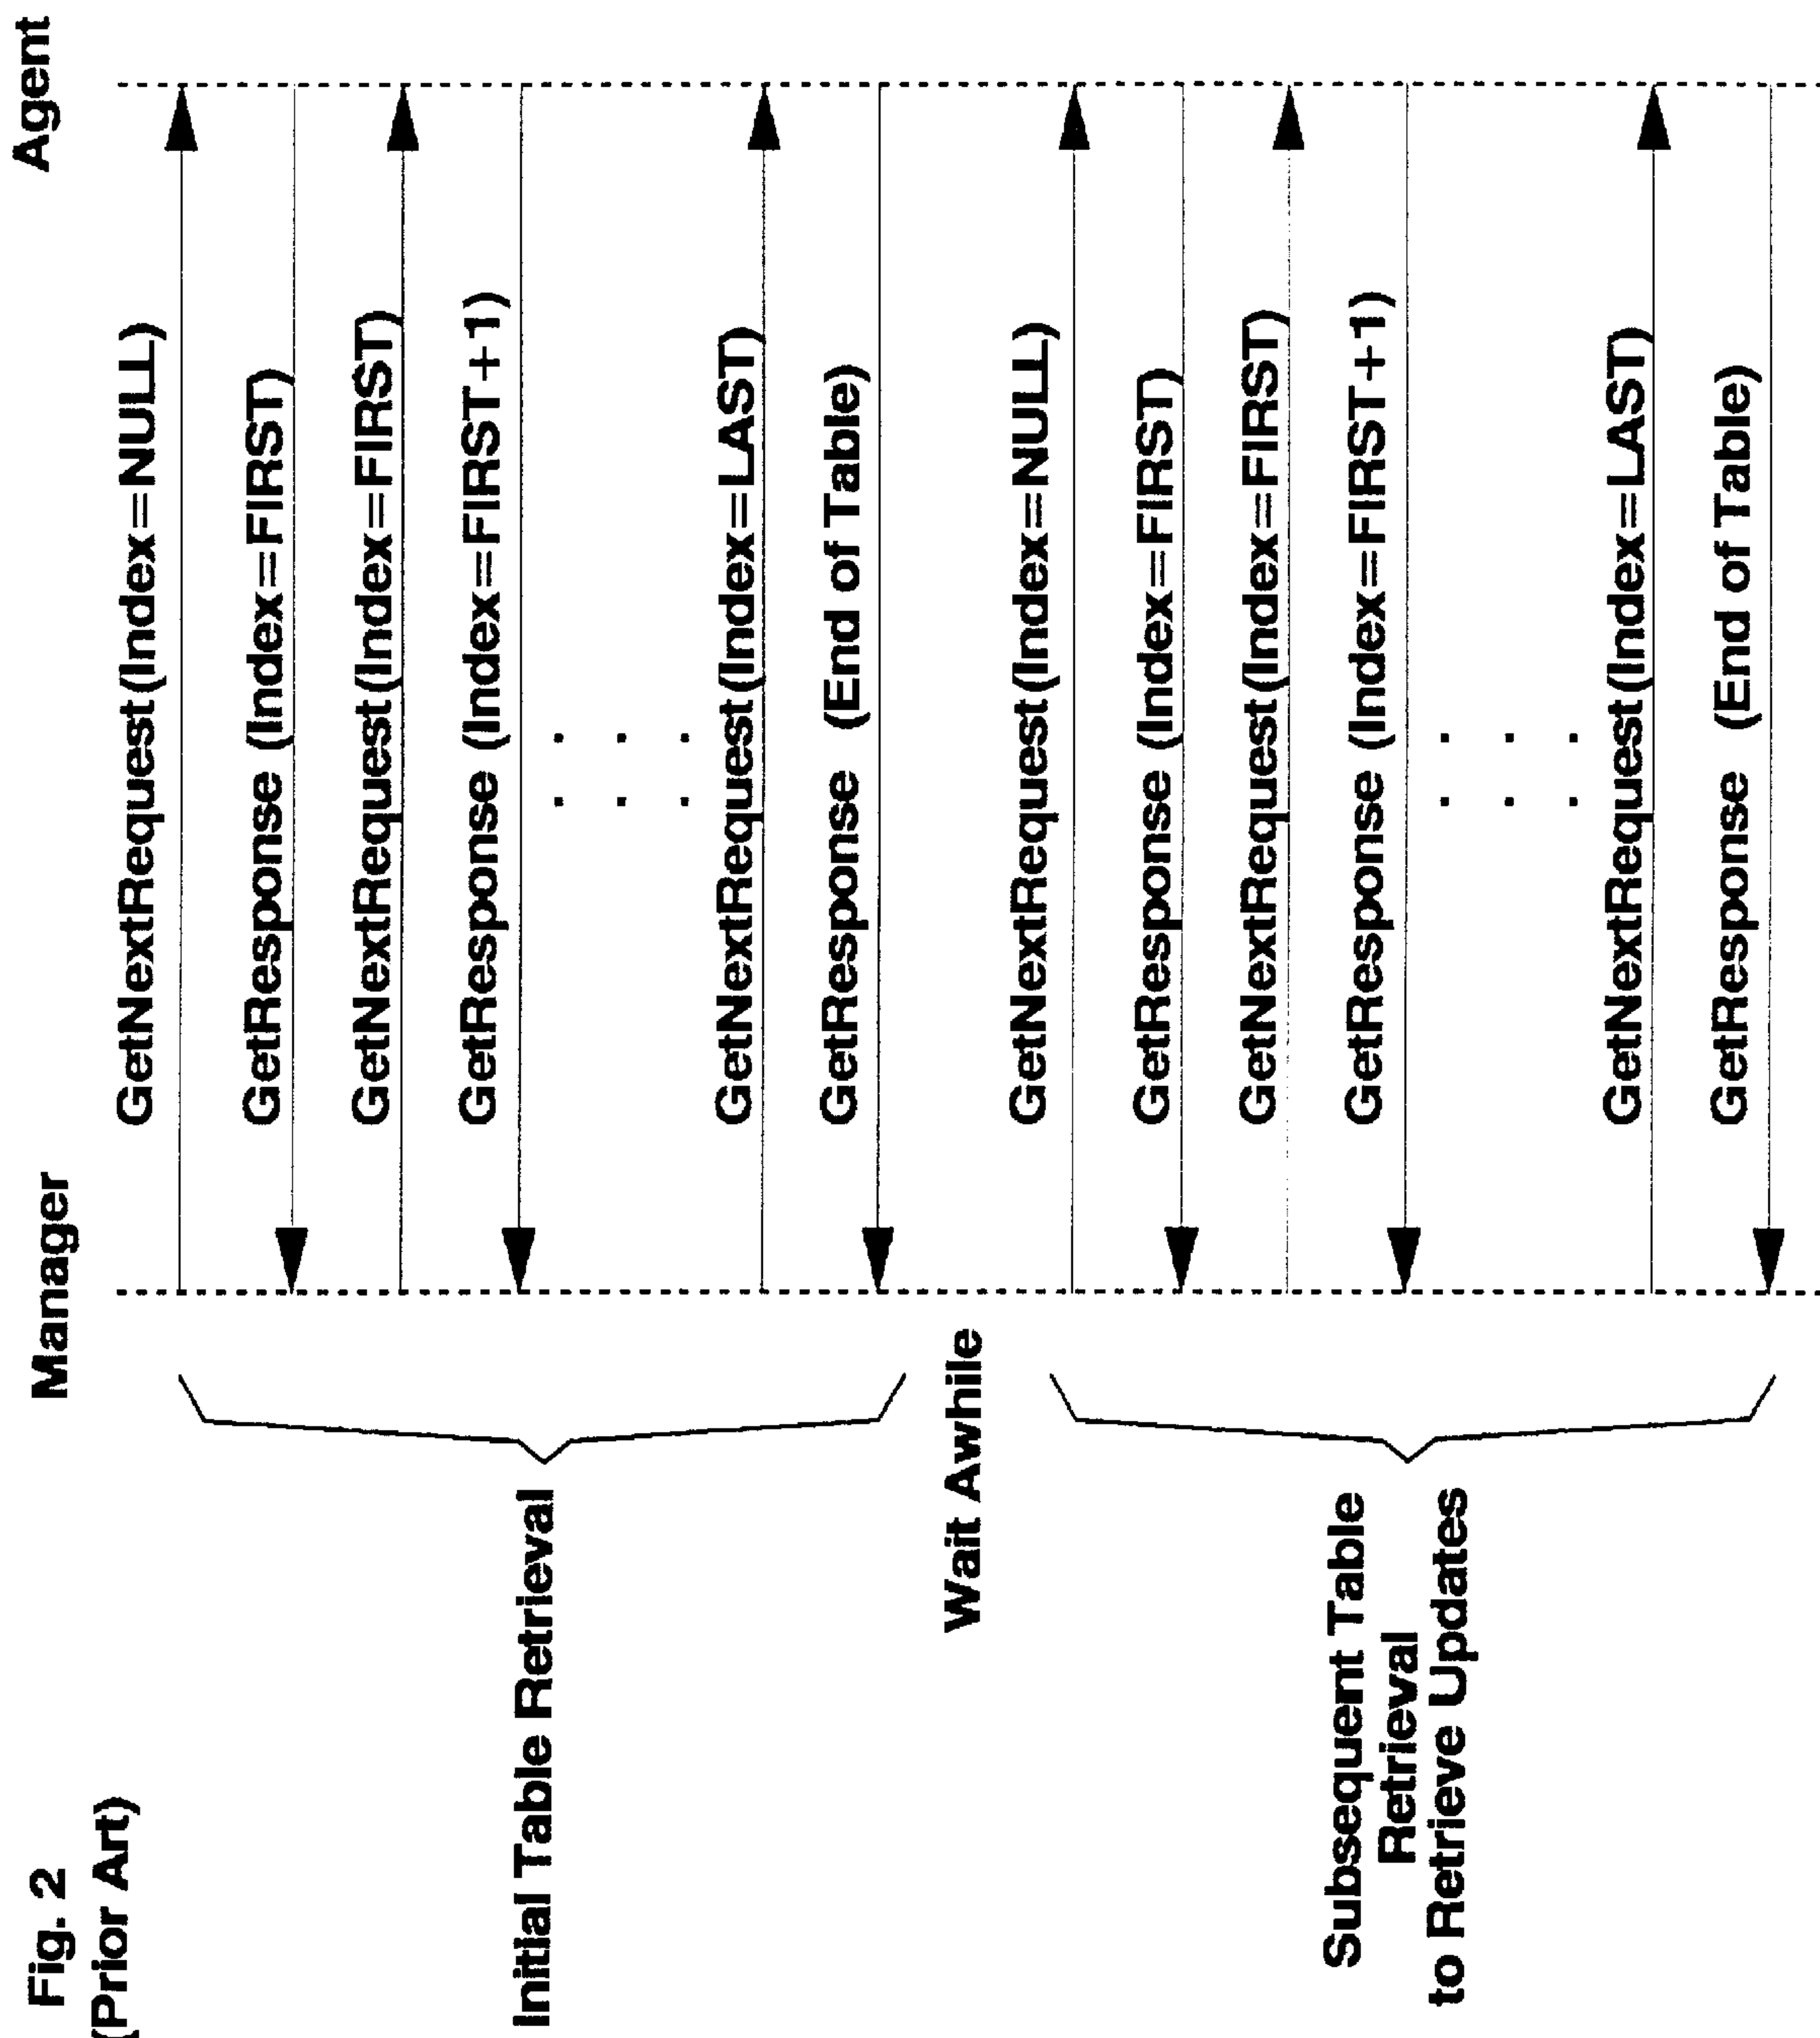 Fig. 2
(Prior Art)
Manager
Agent
Initial Table Retrieval
GetNextRequest(Index=NULL)
GetResponse (Index=FIRST)
GetNextRequest(Index=FIRST)
GetResponse (Index=FIRST+1)
. .
. .
. .
GetNextRequest(Index=LAST)
GetResponse (End of Table)
Wait Awhile
Subsequent Table
Retrieval
to Retrieve Updates
GetNextRequest(Index=NULL)
GetResponse (Index=FIRST)
GetNextRequest(Index=FIRST)
GetResponse (Index=FIRST+1)
. .
. .
. .
GetNextRequest(Index=LAST)
GetResponse (End of Table)